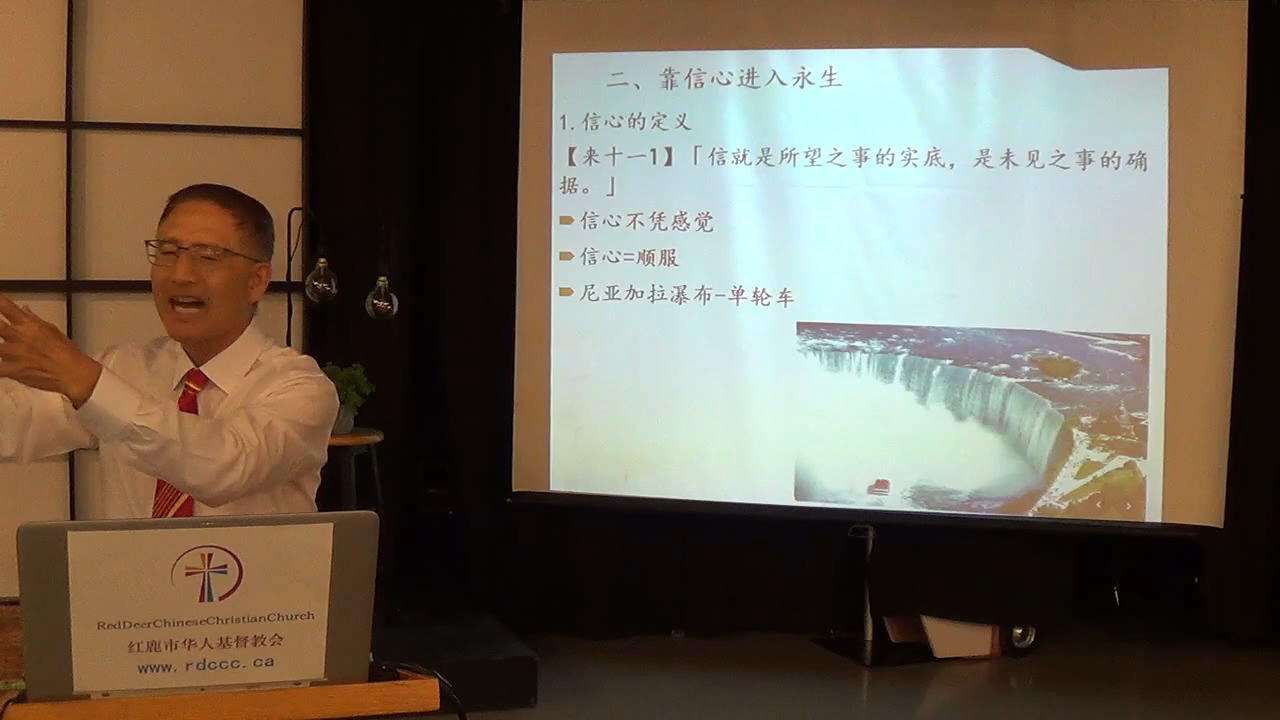 二、靠信心进入永生
1.信心的定义
【来十一1】「信就是所望之事的实底，是未见之事的确
据。」
信心不凭感觉
信心=顺服
尼亚加拉瀑布-单轮车
RedDeerChineseChristianChurch
红鹿市华人基督教会
www.rdccc.ca